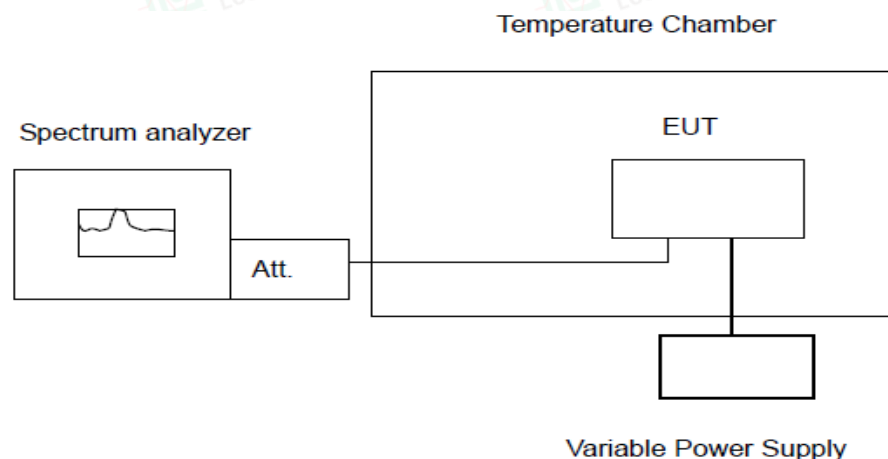 Temperature Chamber
Spectrum analyzer
EUT
Att.
Variable Power Supply